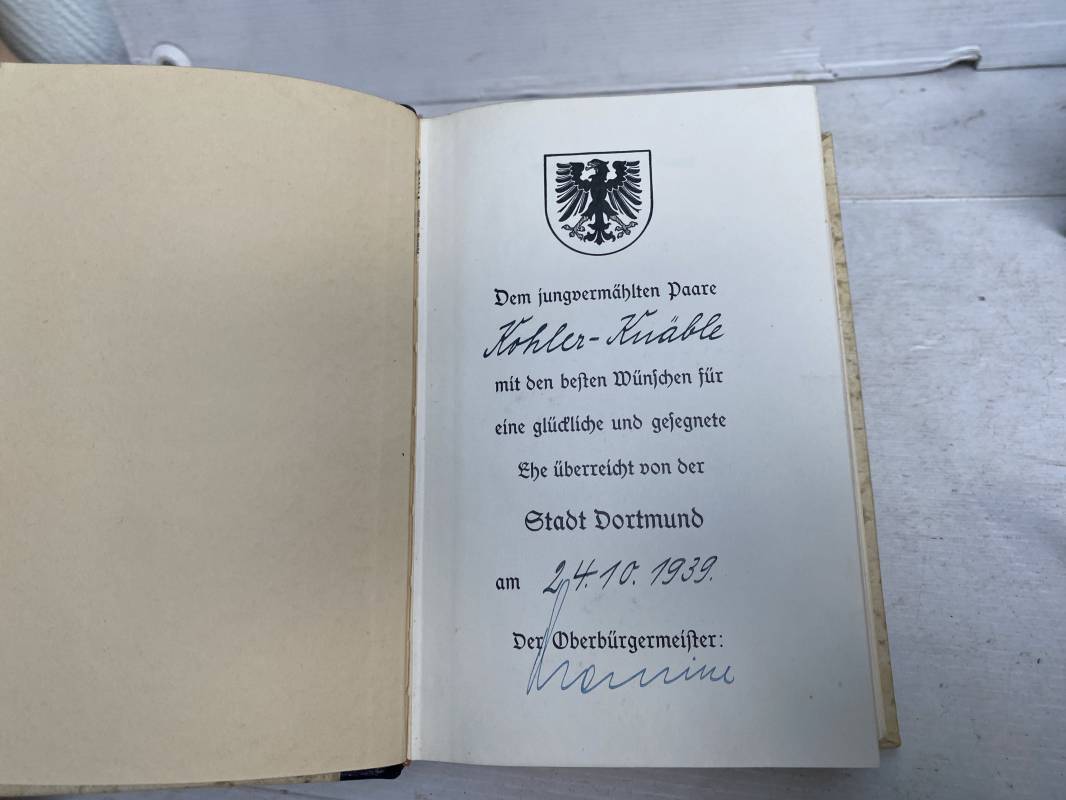 Dem jungvermählten Paare
Kohler-Knäble
mit den besten Wünschen für
eine glückliche und gesegnete
Ehe überreicht von der
Stadt Dortmund
am 24.10.1939.
Der Oberbürgermeister: